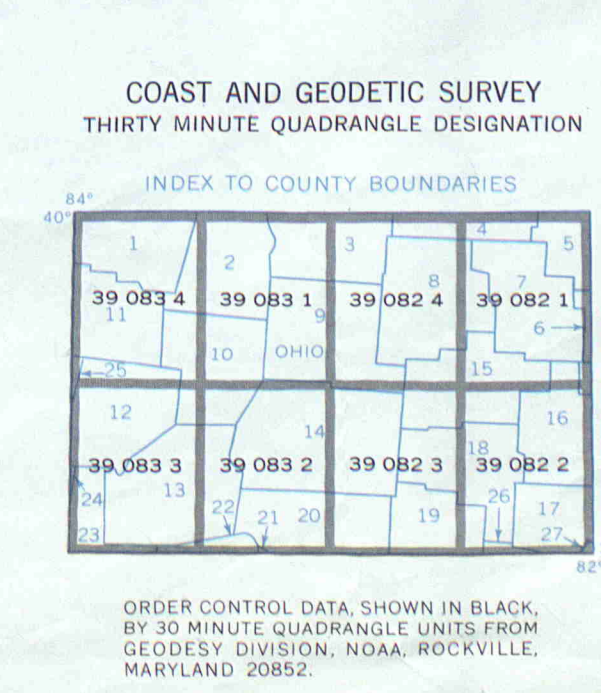 COAST AND GEODETIC SURVEY
THIRTY MINUTE QUADRANGLE DESIGNATION
INDEX TO COUNTY BOUNDARIES
84°
40°
1
2
3
4
5
8
7
39 083 4
39 083 1
39 082 4
39 082 1
11
9
6
10
OHIO
25
15
12
14
16
18
39 083 3
39 083 2
39 082 3
39 082 2
24
13
22
21
20
19
26
17
23
27
82°
ORDER CONTROL DATA, SHOWN IN BLACK,
BY 30 MINUTE QUADRANGLE UNITS FROM
GEODESY DIVISION, NOAA, ROCKVILLE,
MARYLAND 20852.